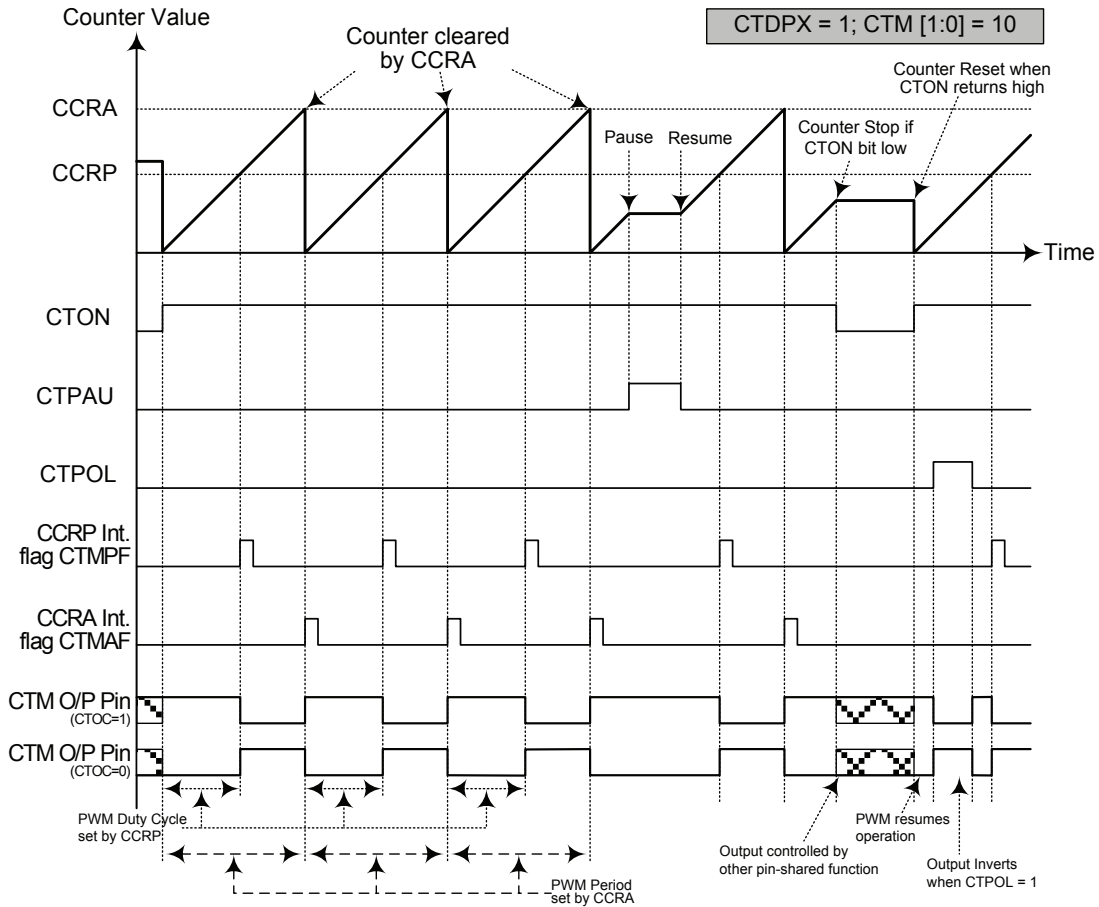 Counter Value
CTDPX = 1; CTM [1:0] = 10
Counter cleared
by CCRA
Counter Reset when
CTON returns high
CCRA
Counter Stop if
CTON bit low
Pause
Resume
CCRP
Time
CTON
CTPAU
CTPOL
CCRP Int.
flag CTMPF
CCRA Int.
flag CTMAF
CTM O/P Pin
(CTOC=1)
CTM O/P Pin
(CTOC=0)
PWM Duty Cycle
set by CCRP
PWM resumes
operation
Output controlled by
other pin-shared function
Output Inverts
when CTPOL = 1
PWM Period
set by CCRA